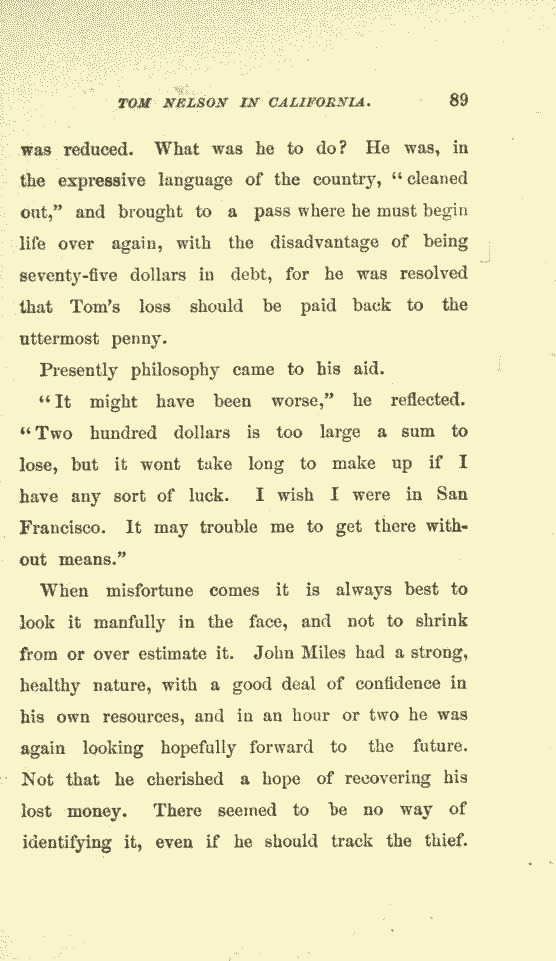 TOM NELSON IN CALIFORNIA. 89
was reduced. What was he to do? He was, in
the expressive language of the country, “cleaned
out,” and brought to a pass where he must begin
life over again, with the disadvantage of being
seventy-five dollars in debt, for he was resolved
that Tom’s loss should be paid back to the
uttermost penny.
Presently philosophy came to his aid.
“It might have been worse,” he reflected.
“Two hundred dollars is too large a sum to
lose, but it wont take long to make up if I
have any sort of luck. I wish I were in San
Francisco. It may trouble me to get there with-
out means.”
When misfortune comes it is always best to
look it manfully in the face, and not to shrink
from or over estimate it. John Miles had a strong,
healthy nature, with a good deal of confidence in
his own resources, and in an hour or two he was
again looking hopefully forward to the future.
Not that he cherished a hope of recovering his
lost money. There seemed to be no way of
identifying it, even if he should track the thief.